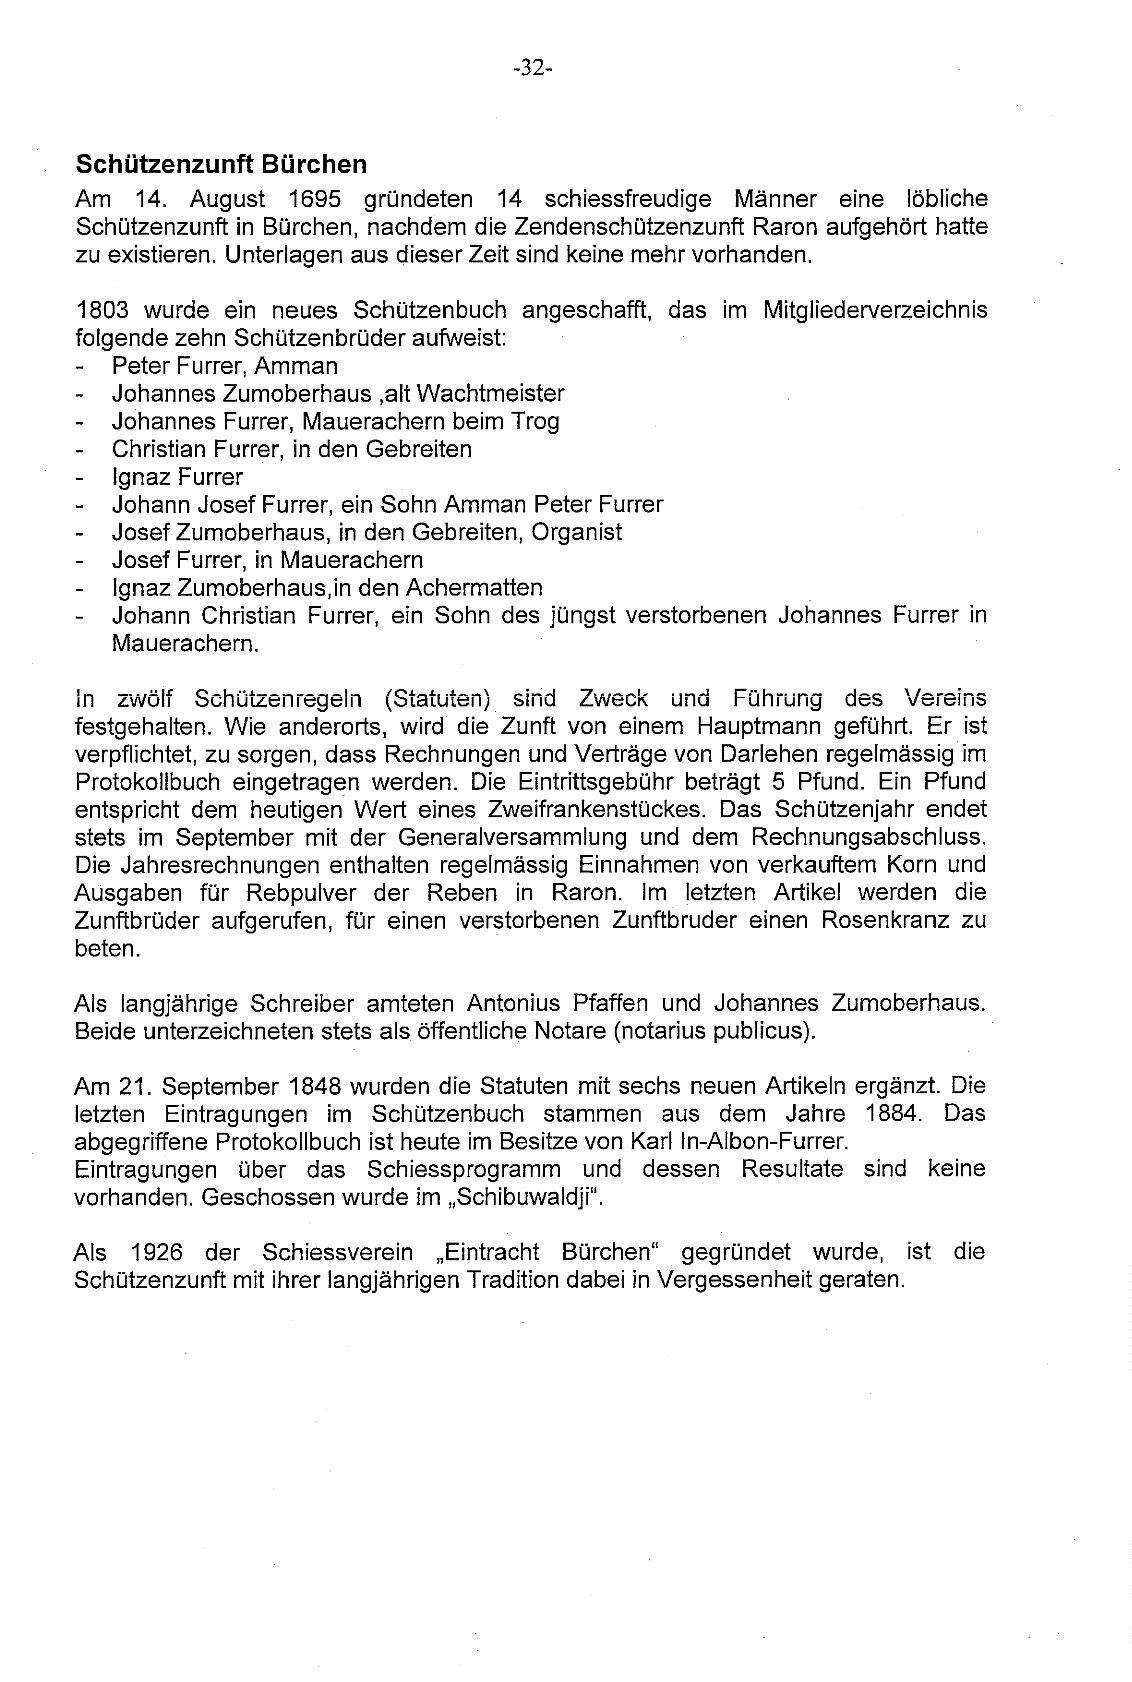 -32-
Schützenzunft Bürchen
Am 14. August 1695 gründeten 14 schiessfreudige Männer eine löbliche
Schützenzunft in Bürchen, nachdem die Zendenschützenzunft Raron aufgehört hatte
zu existieren. Unterlagen aus dieser Zeit sind keine mehr vorhanden.
1803 wurde ein neues Schützenbuch angeschafft, das im Mitgliederverzeichnis
folgende zehn Schützenbrüder aufweist:
- Peter Furrer, Amman
- Johannes Zumoberhaus ,alt Wachtmeister
- Johannes Furrer, Mauerachern beim Trog
- Christian Furrer, in den Gebreiten
- Ignaz Furrer
- Johann Josef Furrer, ein Sohn Amman Peter Furrer
- Josef Zumoberhaus, in den Gebreiten, Organist
- Josef Furrer, in Mauerachern
- Ignaz Zumoberhaus,in den Achermatten
- Johann Christian Furrer, ein Sohn des jüngst verstorbenen Johannes Furrer in
Mauerachern.
In zwölf Schützenregeln (Statuten) sind Zweck und Führung des Vereins
festgehalten. Wie anderorts, wird die Zunft von einem Hauptmann geführt. Er ist
verpflichtet, zu sorgen, dass Rechnungen und Verträge von Darlehen regelmässig im
Protokollbuch eingetragen werden. Die Eintrittsgebühr beträgt 5 Pfund. Ein Pfund
entspricht dem heutigen Wert eines Zweifrankenstückes. Das Schützenjahr endet
stets im September mit der Generalversammlung und dem Rechnungsabschluss.
Die Jahresrechnungen enthalten regelmässig Einnahmen von verkauftem Korn und
Ausgaben für Rebpulver der Reben in Raron. Im letzten Artikel werden die
Zunftbrüder aufgerufen, für einen verstorbenen Zunftbruder einen Rosenkranz zu
beten.
Als langjährige Schreiber amteten Antonius Pfaffen und Johannes Zumoberhaus.
Beide unterzeichneten stets als öffentliche Notare (notarius publicus).
Am 21. September 1848 wurden die Statuten mit sechs neuen Artikeln ergänzt. Die
letzten Eintragungen im Schützenbuch stammen aus dem Jahre 1884. Das
abgegriffene Protokollbuch ist heute im Besitze von Karl In-Albon-Furrer.
Eintragungen über das Schiessprogramm und dessen Resultate sind keine
vorhanden. Geschossen wurde im „Schibuwaldji“.
Als 1926 der Schiessverein „Eintracht Bürchen“ gegründet wurde, ist die
Schützenzunft mit ihrer langjährigen Tradition dabei in Vergessenheit geraten.